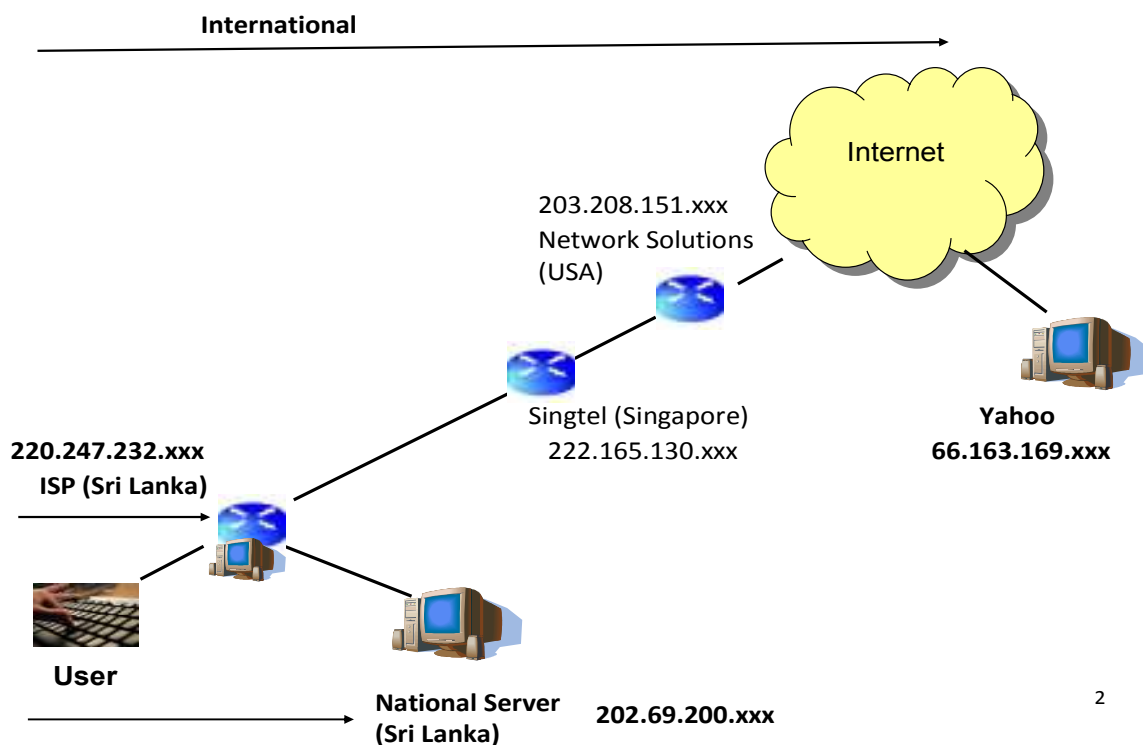 International
Internet
203.208.151.xxx
Network Solutions
(USA)
Singtel (Singapore)
222.165.130.xxx
Yahoo
66.163.169.xxx
220.247.232.xxx
ISP (Sri Lanka)
User
National Server
(Sri Lanka)
202.69.200.xxx
2